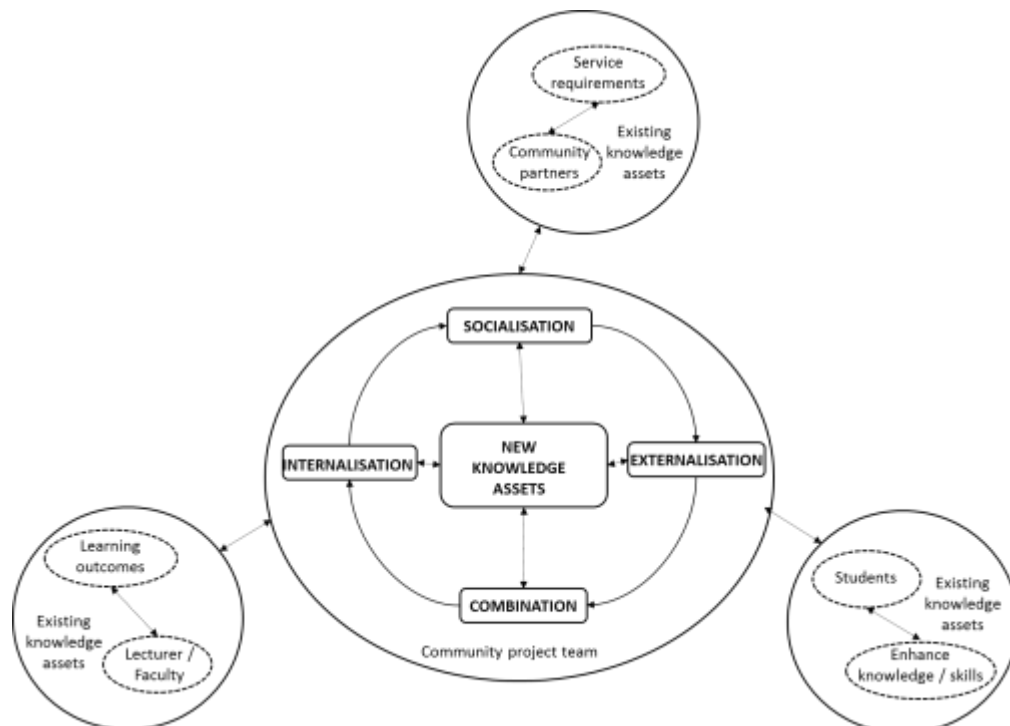 Service
requirements
Existing
knowledge
assets
Community
partners
SOCIALISATION
INTERNALISATION
NEW
KNOWLEDGE
ASSETS
EXTERNALISATION
COMBINATION
Community project team
Learning
outcomes
Existing
knowledge
assets
Lecturer /
Faculty
Students
Existing
knowledge
assets
Enhance
knowledge / skills